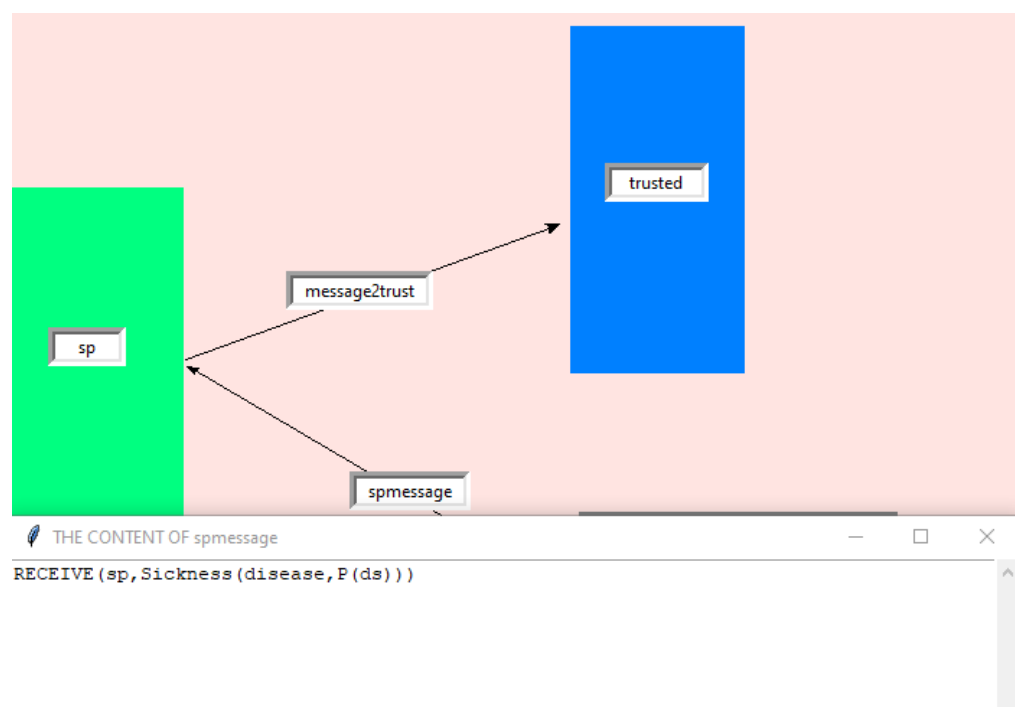 trusted
message2trust
sp
spmessage
THE CONTENT OF spmessage
RECEIVE(sp,Sickness(disease,P(ds)))